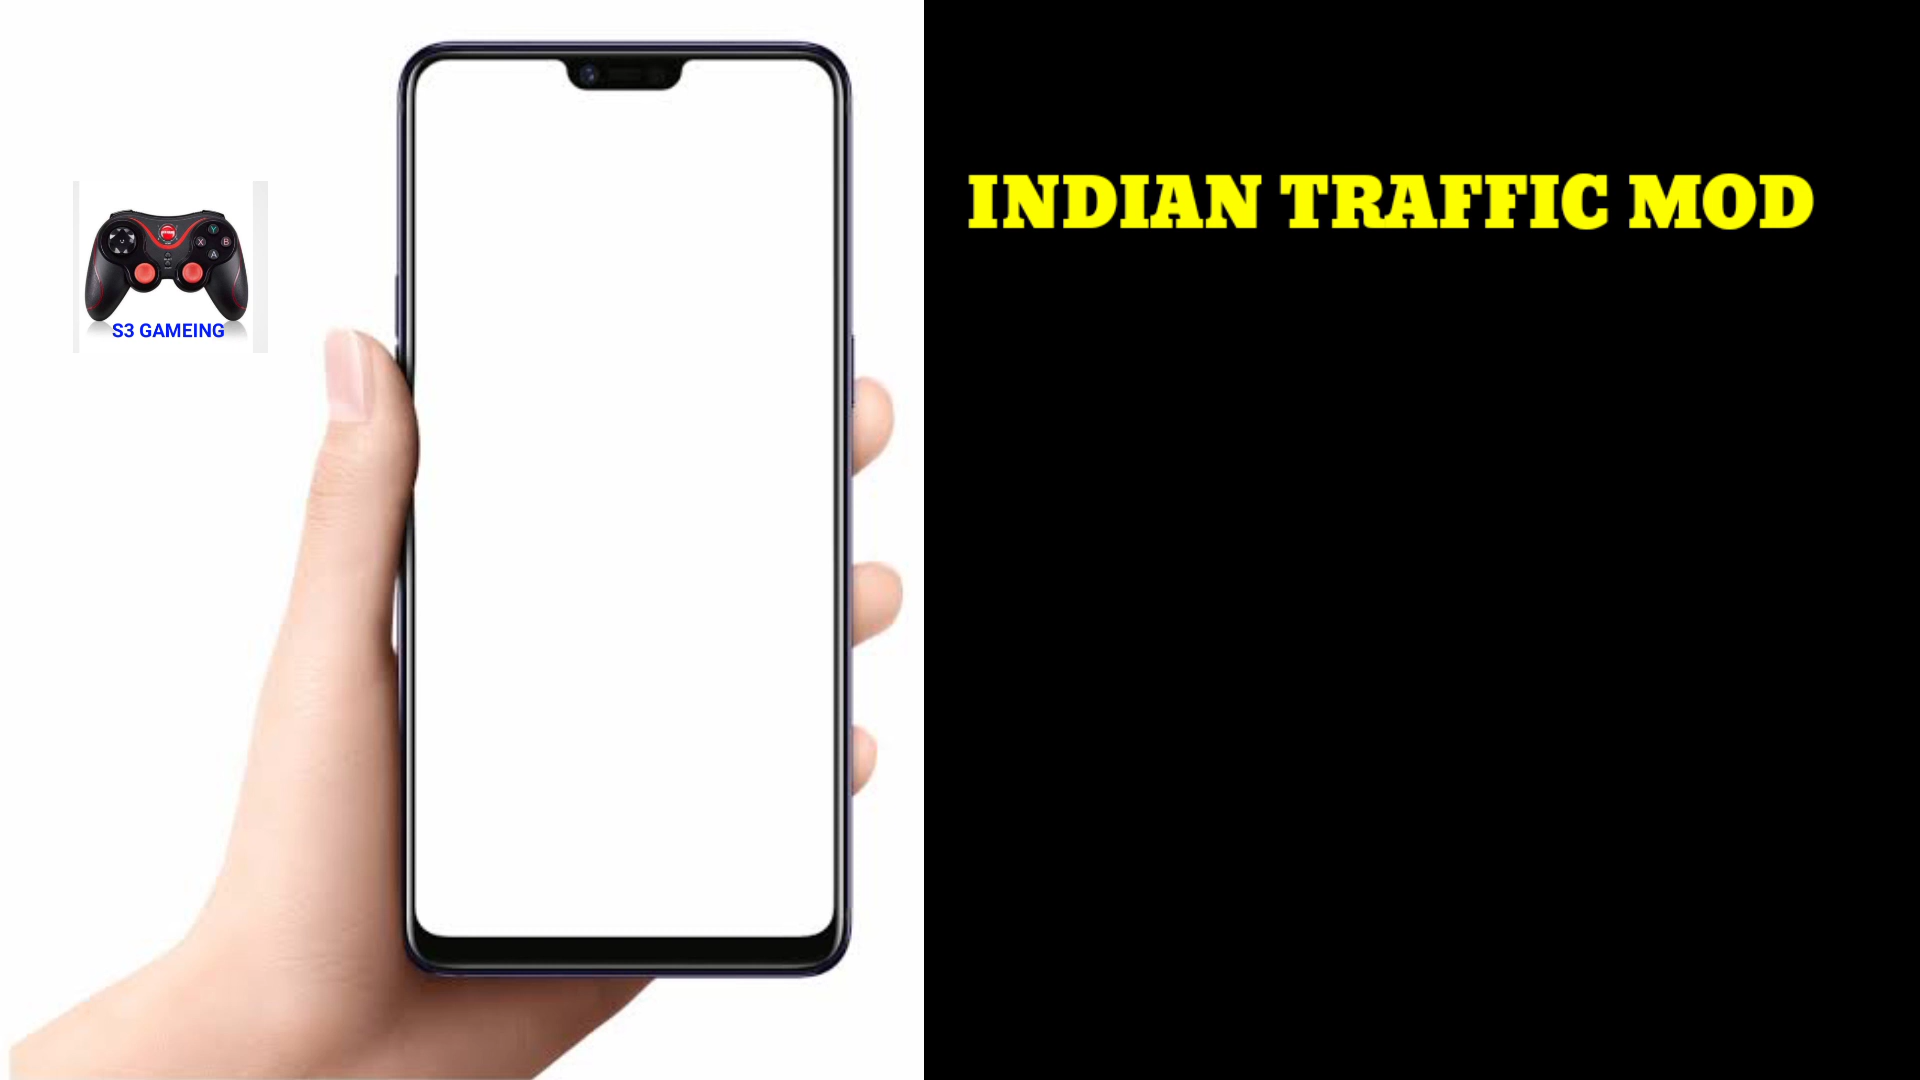 INDIAN TRAFFIC MOD
S3 GAMEING
Y
X B
A